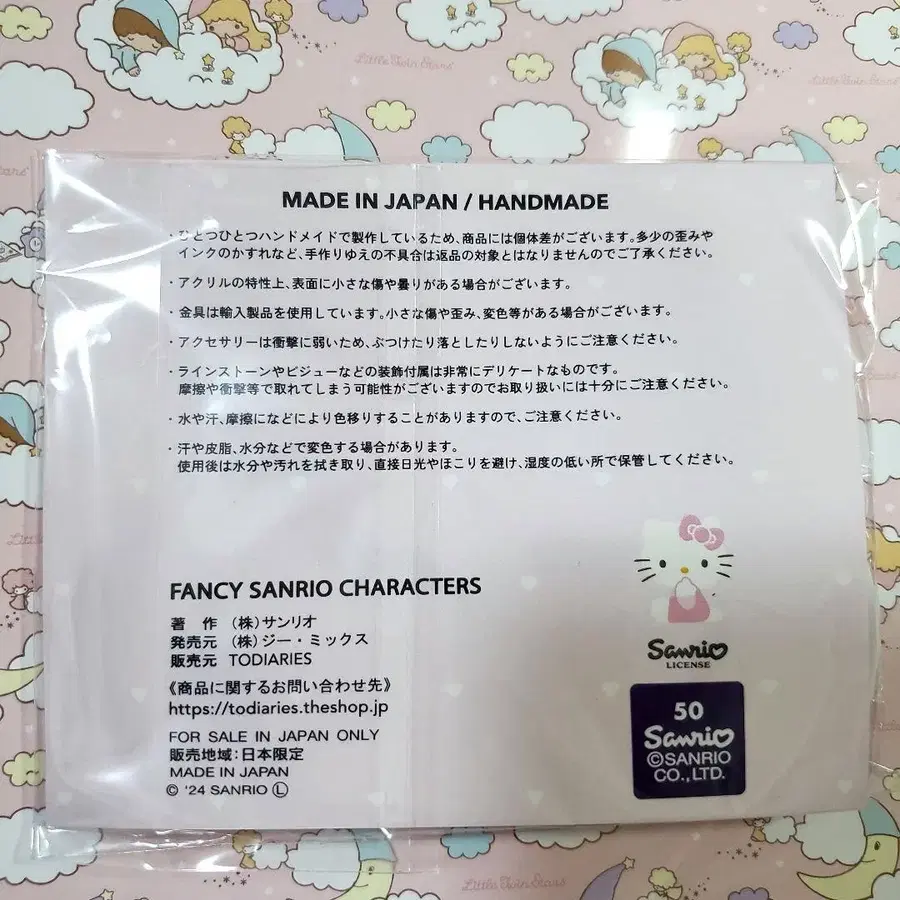 Little Twin Stars
MADE IN JAPAN / HANDMADE
・ひとつひとつハンドメイドで製作しているため、商品には個体差がございます。多少の歪みや
インクのかすれなど、手作りゆえの不具合は返品の対象とはなりませんのでご了承ください。
・アクリルの特性上、表面に小さな傷や曇りがある場合がございます。
・金具は輸入製品を使用しています。小さな傷や歪み、変色等がある場合がございます。
・アクセサリーは衝撃に弱いため、ぶつけたり落としたりしないようにご注意ください。
・ラインストーンやビジューなどの装飾付属は非常にデリケートなものです。
摩擦や衝撃等で取れてしまう可能性がございますのでお取り扱いには十分にご注意ください。
・水や汗、摩擦になどにより色移りすることがありますので、ご注意ください。
・汗や皮脂、水分などで変色する場合があります。
使用後は水分や汚れを拭き取り、直接日光やほこりを避け、湿度の低い所で保管してください。
FANCY SANRIO CHARACTERS
著 作 （株）サンリオ
発売元 （株）ジー・ミックス
販売元 TODIARIES
《商品に関するお問い合わせ先》
https://todiaries.theshop.jp
FOR SALE IN JAPAN ONLY
販売地域：日本限定
MADE IN JAPAN
© '24 SANRIO Ⓛ
Sanrio
LICENSE
50
Sanrio
©SANRIO
CO.,LTD.
Little Twin Stars